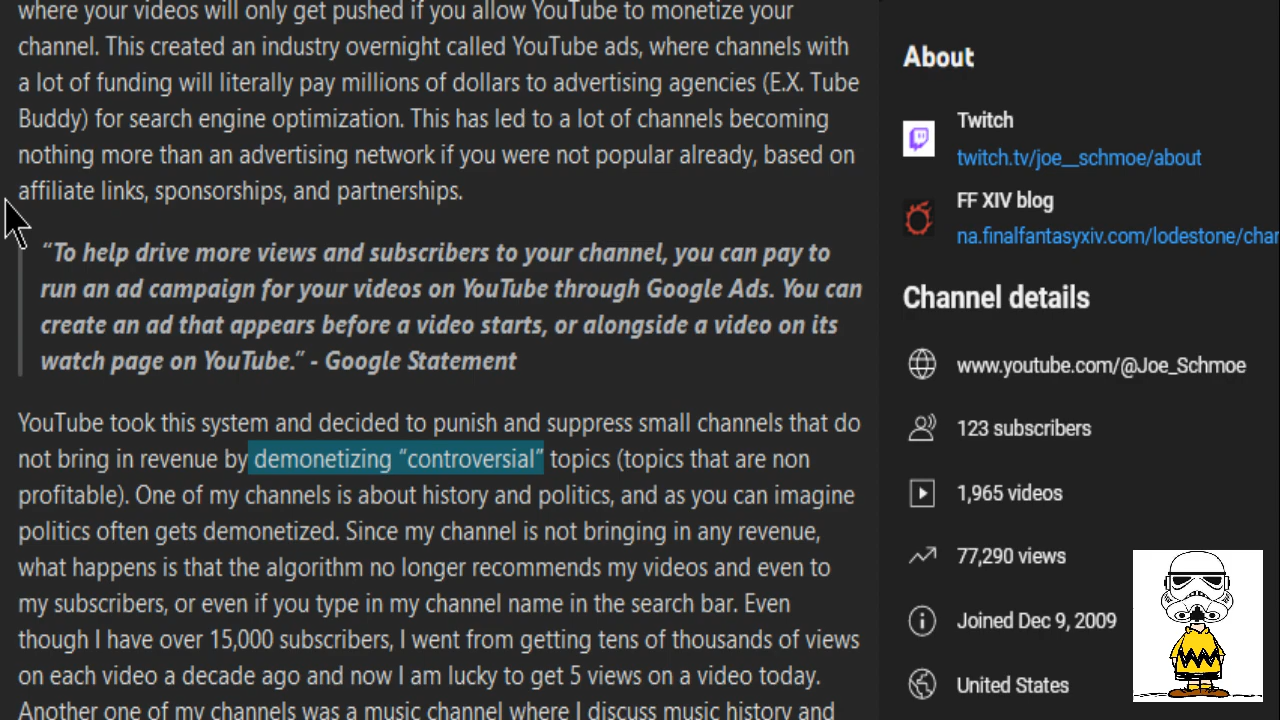 where your videos will only get pushed if you allow YouTube to monetize your
channel. This created an industry overnight called YouTube ads, where channels with
a lot of funding will literally pay millions of dollars to advertising agencies (E.X. Tube
Buddy) for search engine optimization. This has led to a lot of channels becoming
nothing more than an advertising network if you were not popular already, based on
affiliate links, sponsorships, and partnerships.
“To help drive more views and subscribers to your channel, you can pay to
run an ad campaign for your videos on YouTube through Google Ads. You can
create an ad that appears before a video starts, or alongside a video on its
watch page on YouTube.” - Google Statement
YouTube took this system and decided to punish and suppress small channels that do
not bring in revenue by demonetizing “controversial” topics (topics that are non
profitable). One of my channels is about history and politics, and as you can imagine
politics often gets demonetized. Since my channel is not bringing in any revenue,
what happens is that the algorithm no longer recommends my videos and even to
my subscribers, or even if you type in my channel name in the search bar. Even
though I have over 15,000 subscribers, I went from getting tens of thousands of views
on each video a decade ago and now I am lucky to get 5 views on a video today.
Another one of my channels was a music channel where I discuss music history and
About
Twitch
twitch.tv/joe__schmoe/about
FF XIV blog
na.finalfantasyxiv.com/lodestone/char
Channel details
www.youtube.com/@Joe_Schmoe
123 subscribers
1,965 videos
77,290 views
Joined Dec 9, 2009
United States